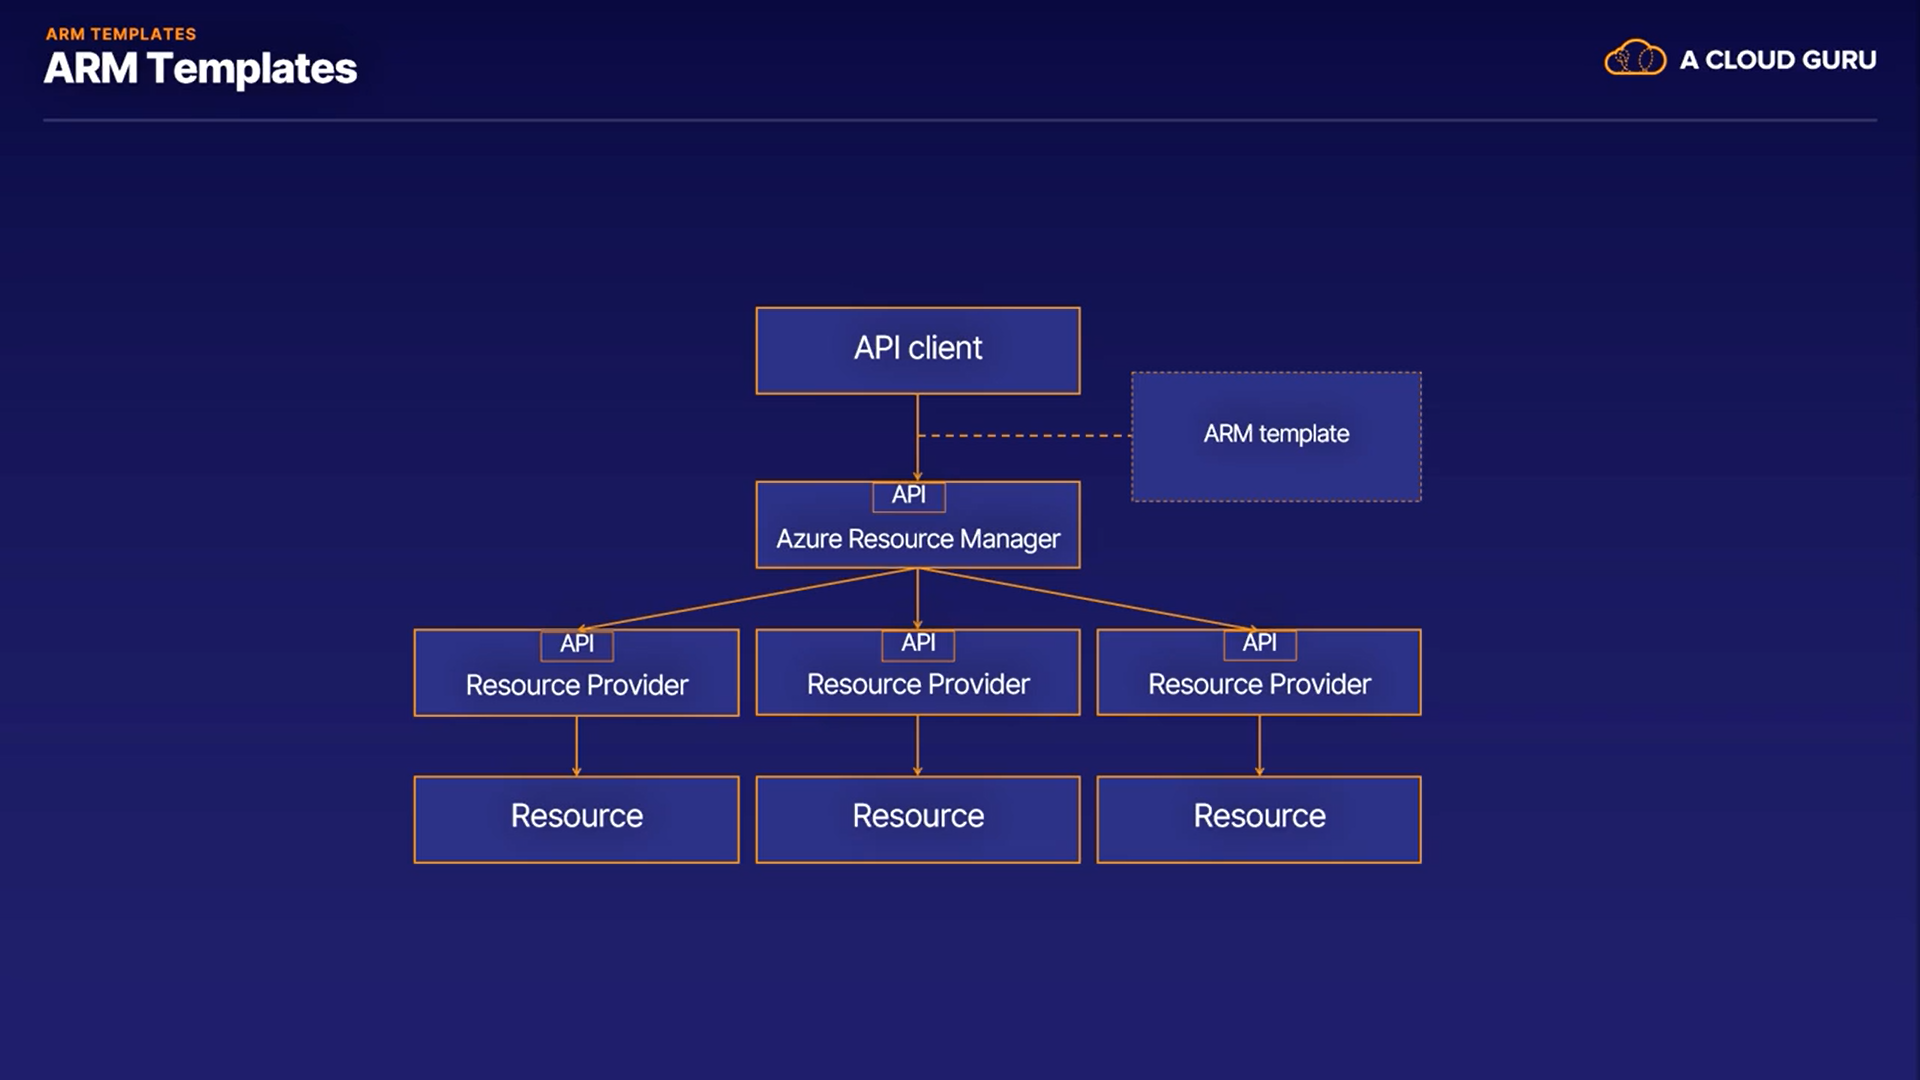 ARM TEMPLATES
ARM Templates
A CLOUD GURU
API client
ARM template
API
Azure Resource Manager
API
Resource Provider
API
Resource Provider
API
Resource Provider
Resource
Resource
Resource